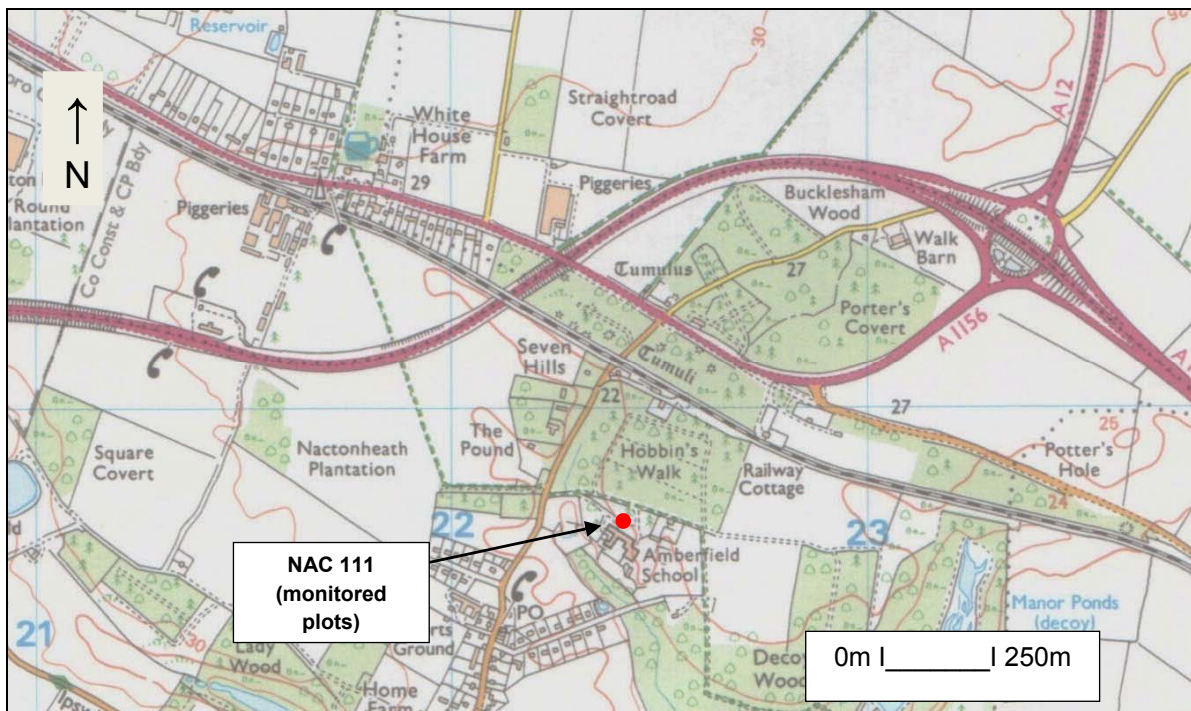 Reservoir
30
25
A 12
↑
N
Straightroad
Covert
White
House
Farm
29
Piggeries
Piggeries
Round
Plantation
Co Const & CP Bdy
Bucklesham
Wood
Walk
Barn
Tumulus
27
Porter's
Covert
A 1156
Seven
Hills
Tumuli
22
27
25
The
Pound
Hobbin's
Walk
Railway
Cottage
Potter's
Hole
24
Square
Covert
Nactonheath
Plantation
22
23
NAC 111
(monitored
plots)
Amberfield
School
PO
Manor Ponds
(decoy)
21
30
Lady
Wood
Ground
Home
Farm
Decoy
Wood
0m I_______I 250m